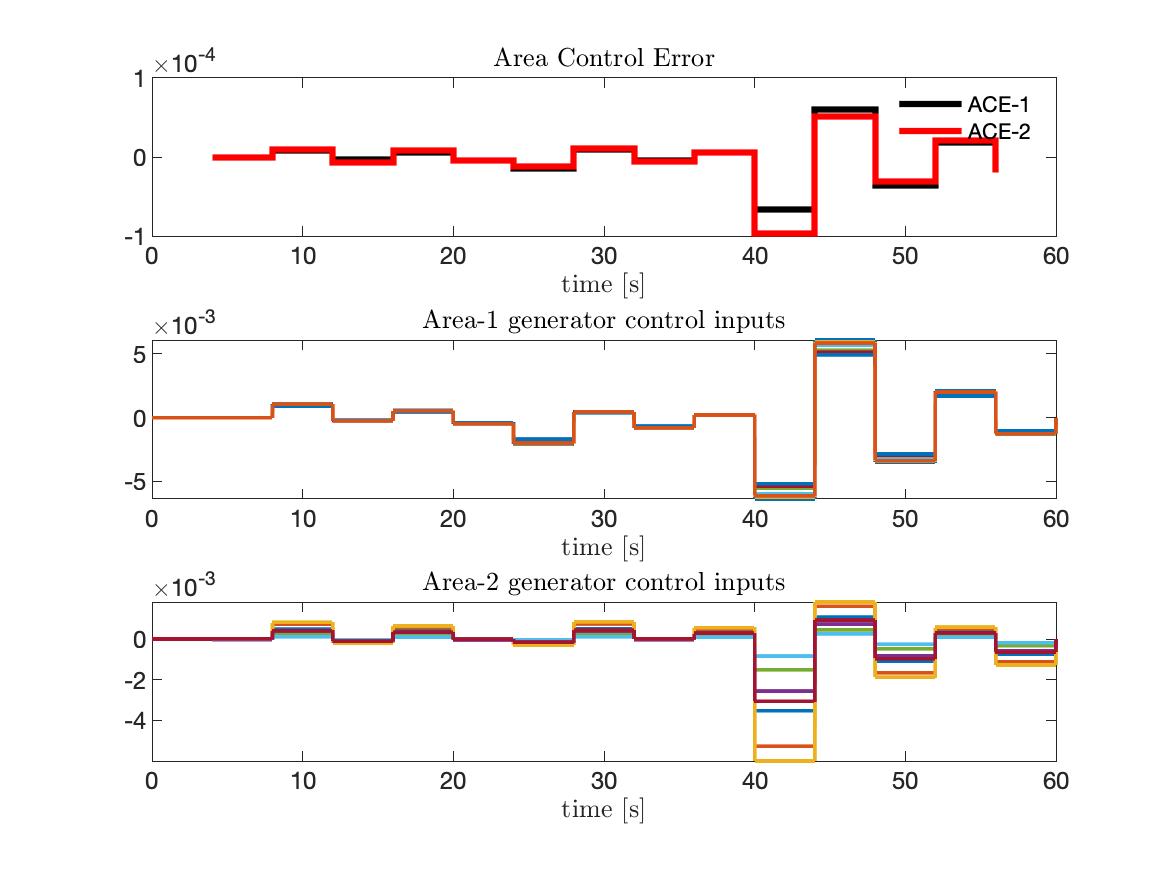 Area Control Error
×10-4
1
0
-1
ACE-1
ACE-2
0 10 20 30 40 50 60
time [s]
Area-1 generator control inputs
×10-3
5
0
-5
0 10 20 30 40 50 60
time [s]
Area-2 generator control inputs
×10-3
0
-2
-4
0 10 20 30 40 50 60
time [s]